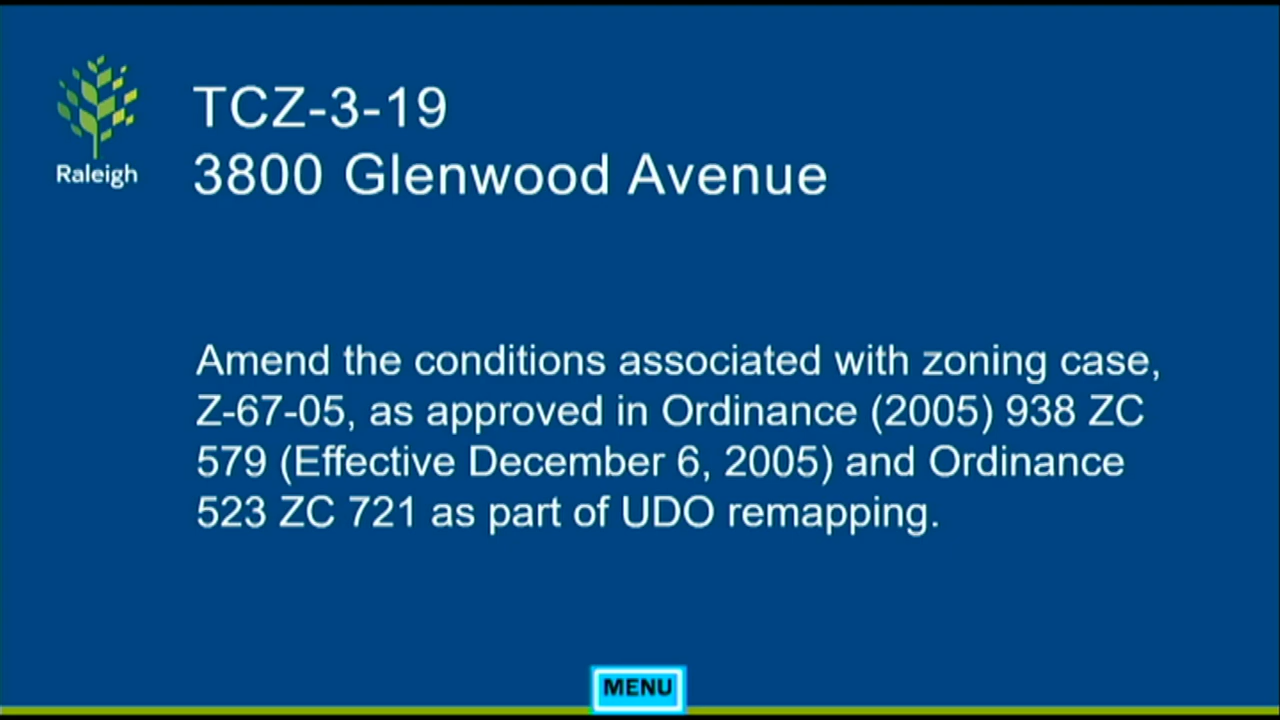 TCZ-3-19
3800 Glenwood Avenue
Raleigh
Amend the conditions associated with zoning case,
Z-67-05, as approved in Ordinance (2005) 938 ZC
579 (Effective December 6, 2005) and Ordinance
523 ZC 721 as part of UDO remapping.
MENU